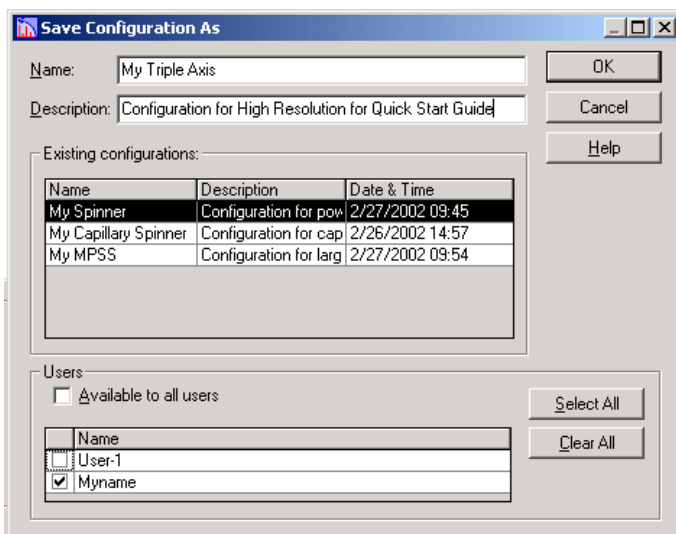 Save Configuration As
Name: My Triple Axis
OK
Description: Configuration for High Resolution for Quick Start Guide
Cancel
Help
Existing configurations:
Name Description Date & Time
My Spinner Configuration for pow 2/27/2002 09:45
My Capillary Spinner Configuration for cap 2/26/2002 14:57
My MPSS Configuration for larg 2/27/2002 09:54
Users
Available to all users
Select All
Name
Clear All
User-1
Myname